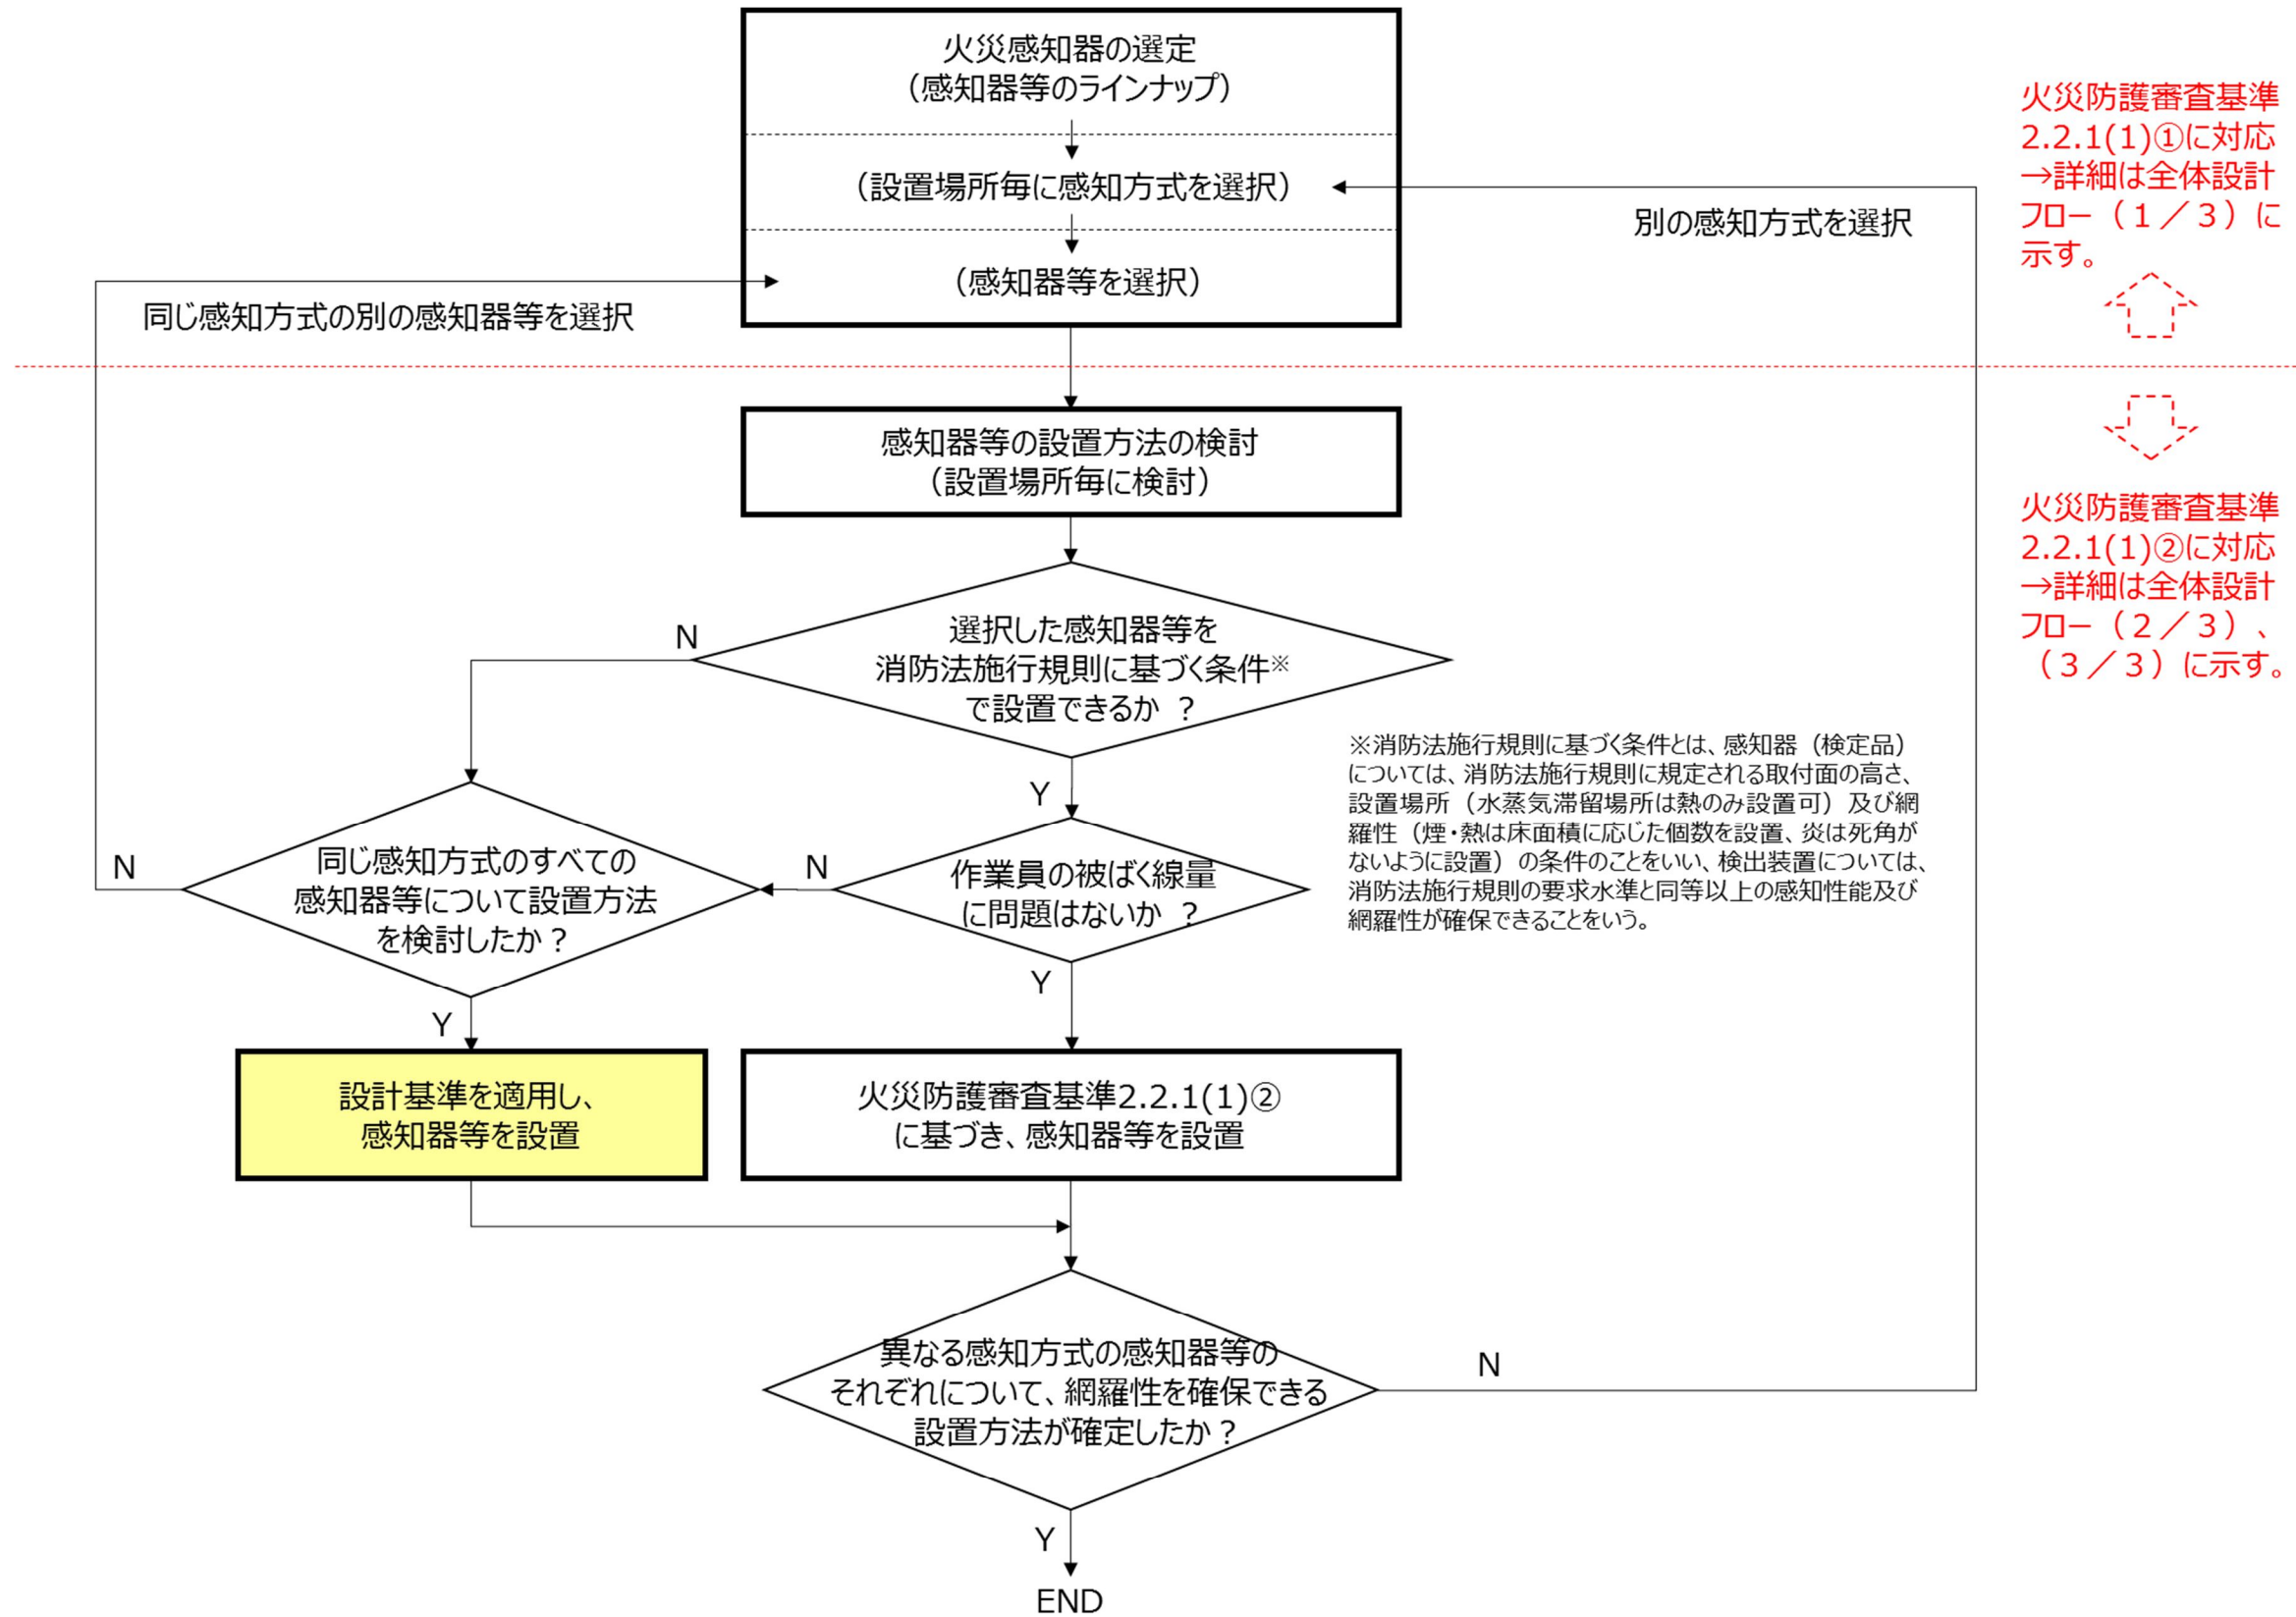 火災感知器の選定
（感知器等のラインナップ）
（設置場所毎に感知方式を選択）
（感知器等を選択）
別の感知方式を選択
同じ感知方式の別の感知器等を選択
火災防護審査基準
2.2.1(1)①に対応
→詳細は全体設計
フロー（１／３）に
示す。
感知器等の設置方法の検討
（設置場所毎に検討）
火災防護審査基準
2.2.1(1)②に対応
→詳細は全体設計
フロー（２／３）、
（３／３）に示す。
選択した感知器等を
消防法施行規則に基づく条件※
で設置できるか ？
N
Y
※消防法施行規則に基づく条件とは、感知器（検定品）
については、消防法施行規則に規定される取付面の高さ、
設置場所（水蒸気滞留場所は熱のみ設置可）及び網
羅性（煙・熱は床面積に応じた個数を設置、炎は死角が
ないように設置）の条件のことをいい、検出装置については、
消防法施行規則の要求水準と同等以上の感知性能及び
網羅性が確保できることをいう。
作業員の被ばく線量
に問題はないか ？
N
Y
同じ感知方式のすべての
感知器等について設置方法
を検討したか？
N
Y
設計基準を適用し、
感知器等を設置
火災防護審査基準2.2.1(1)②
に基づき、感知器等を設置
異なる感知方式の感知器等の
それぞれについて、網羅性を確保できる
設置方法が確定したか？
N
Y
END